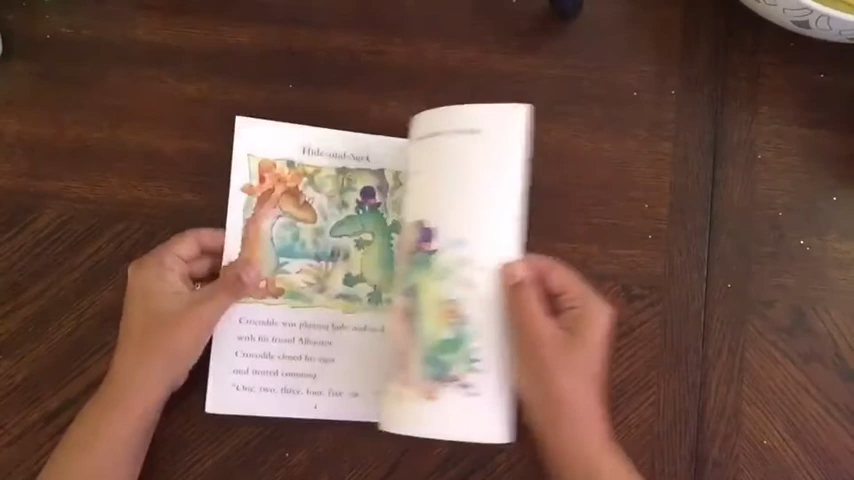 Hide-and-Seek
Crocodile was playing hide-and-seek
with his friend Alligator.
Crocodile closed his eyes
and started counting.
"One, two, three, four, five, six
4